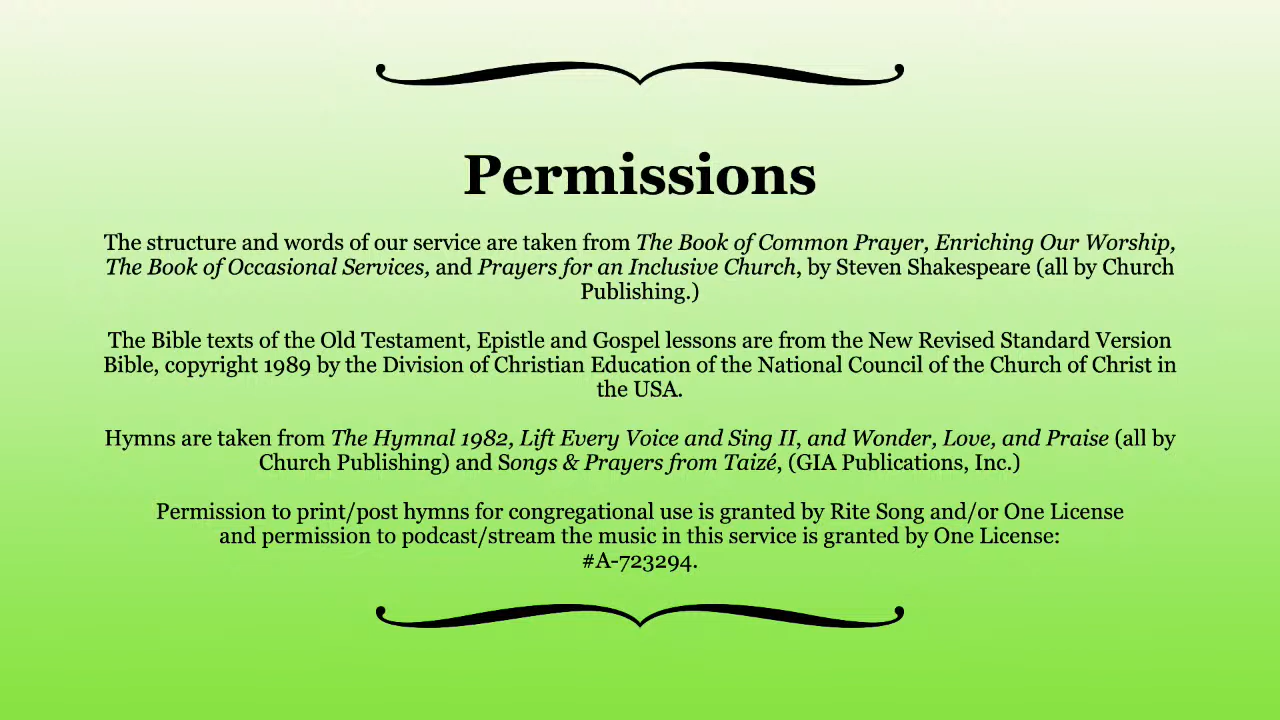 Permissions
The structure and words of our service are taken from The Book of Common Prayer, Enriching Our Worship,
The Book of Occasional Services, and Prayers for an Inclusive Church, by Steven Shakespeare (all by Church
Publishing.)
The Bible texts of the Old Testament, Epistle and Gospel lessons are from the New Revised Standard Version
Bible, copyright 1989 by the Division of Christian Education of the National Council of the Church of Christ in
the USA.
Hymns are taken from The Hymnal 1982, Lift Every Voice and Sing II, and Wonder, Love, and Praise (all by
Church Publishing) and Songs & Prayers from Taizé, (GIA Publications, Inc.)
Permission to print/post hymns for congregational use is granted by Rite Song and/or One License
and permission to podcast/stream the music in this service is granted by One License:
#A-723294.